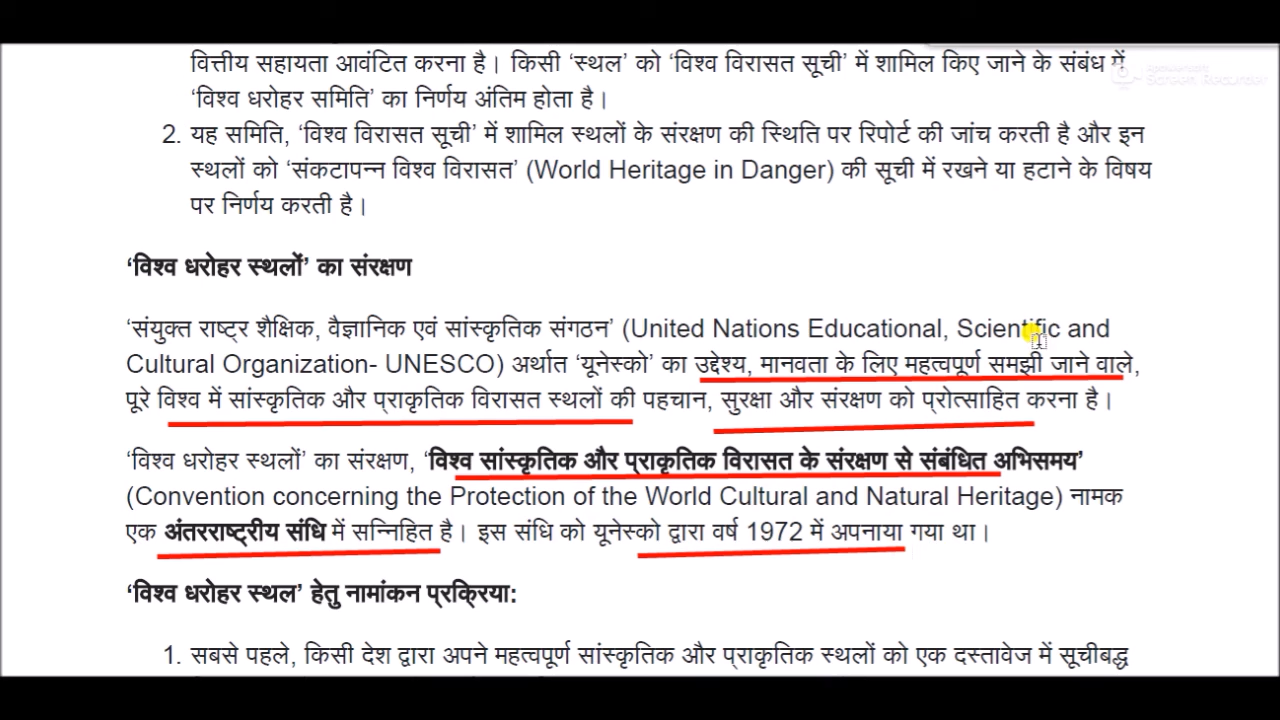 वित्तीय सहायता आवंटित करना है। किसी ‘स्थल’ को ‘विश्व विरासत सूची’ में शामिल किए जाने के संबंध में
‘विश्व धरोहर समिति’ का निर्णय अंतिम होता है।
2. यह समिति, ‘विश्व विरासत सूची’ में शामिल स्थलों के संरक्षण की स्थिति पर रिपोर्ट की जांच करती है और इन
स्थलों को ‘संकटापन्न विश्व विरासत’ (World Heritage in Danger) की सूची में रखने या हटाने के विषय
पर निर्णय करती है।
‘विश्व धरोहर स्थलों’ का संरक्षण
‘संयुक्त राष्ट्र शैक्षिक, वैज्ञानिक एवं सांस्कृतिक संगठन’ (United Nations Educational, Scientific and
Cultural Organization- UNESCO) अर्थात ‘यूनेस्को’ का उद्देश्य, मानवता के लिए महत्वपूर्ण समझी जाने वाले,
पूरे विश्व में सांस्कृतिक और प्राकृतिक विरासत स्थलों की पहचान, सुरक्षा और संरक्षण को प्रोत्साहित करना है।
‘विश्व धरोहर स्थलों’ का संरक्षण, ‘विश्व सांस्कृतिक और प्राकृतिक विरासत के संरक्षण से संबंधित अभिसमय’
(Convention concerning the Protection of the World Cultural and Natural Heritage) नामक
एक अंतरराष्ट्रीय संधि में सन्निहित है। इस संधि को यूनेस्को द्वारा वर्ष 1972 में अपनाया गया था।
‘विश्व धरोहर स्थल’ हेतु नामांकन प्रक्रिया:
1. सबसे पहले, किसी देश द्वारा अपने महत्वपूर्ण सांस्कृतिक और प्राकृतिक स्थलों को एक दस्तावेज में सूचीबद्ध
Screen Recorder